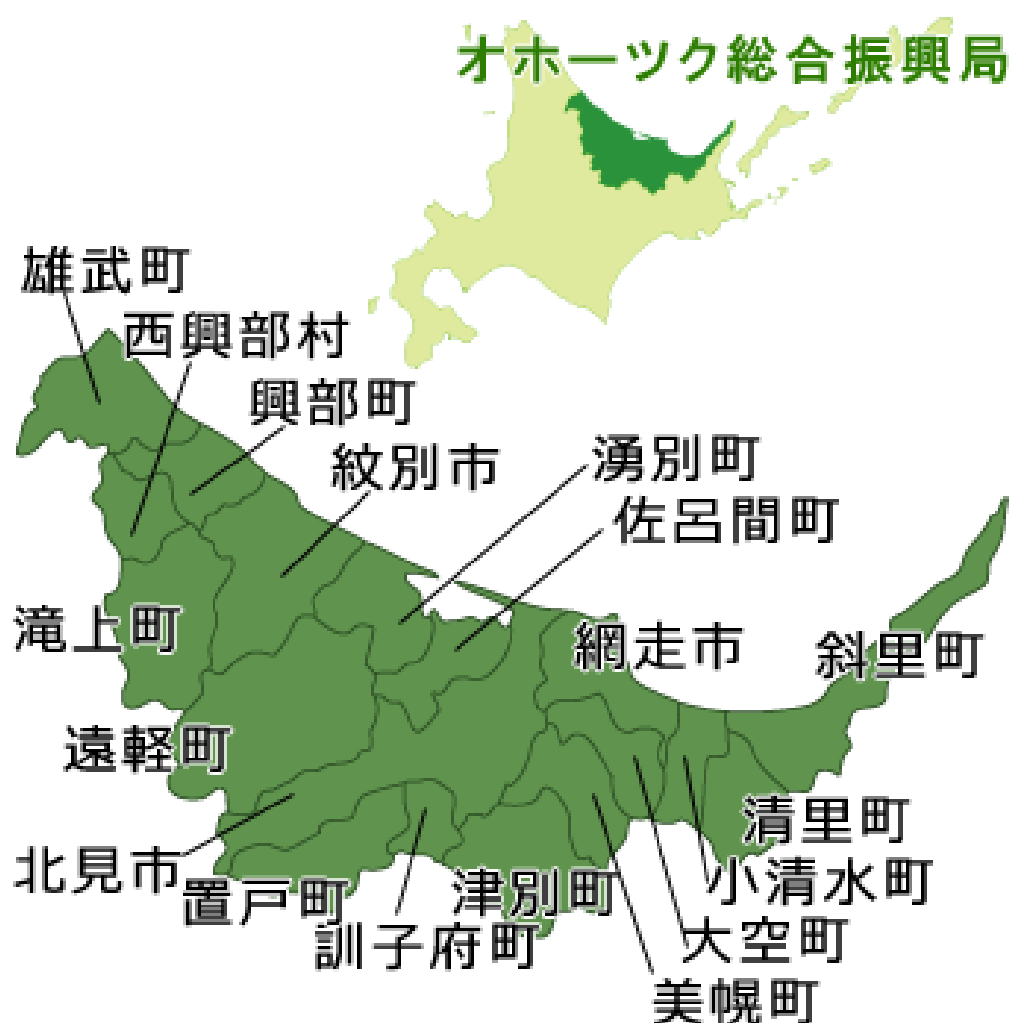 オホーツク総合振興局
雄武町
西興部村
興部町
紋別市
湧別町
佐呂間町
滝上町
網走市
斜里町
遠軽町
清里町
北見市
小清水町
置戸町
津別町
訓子府町
大空町
美幌町